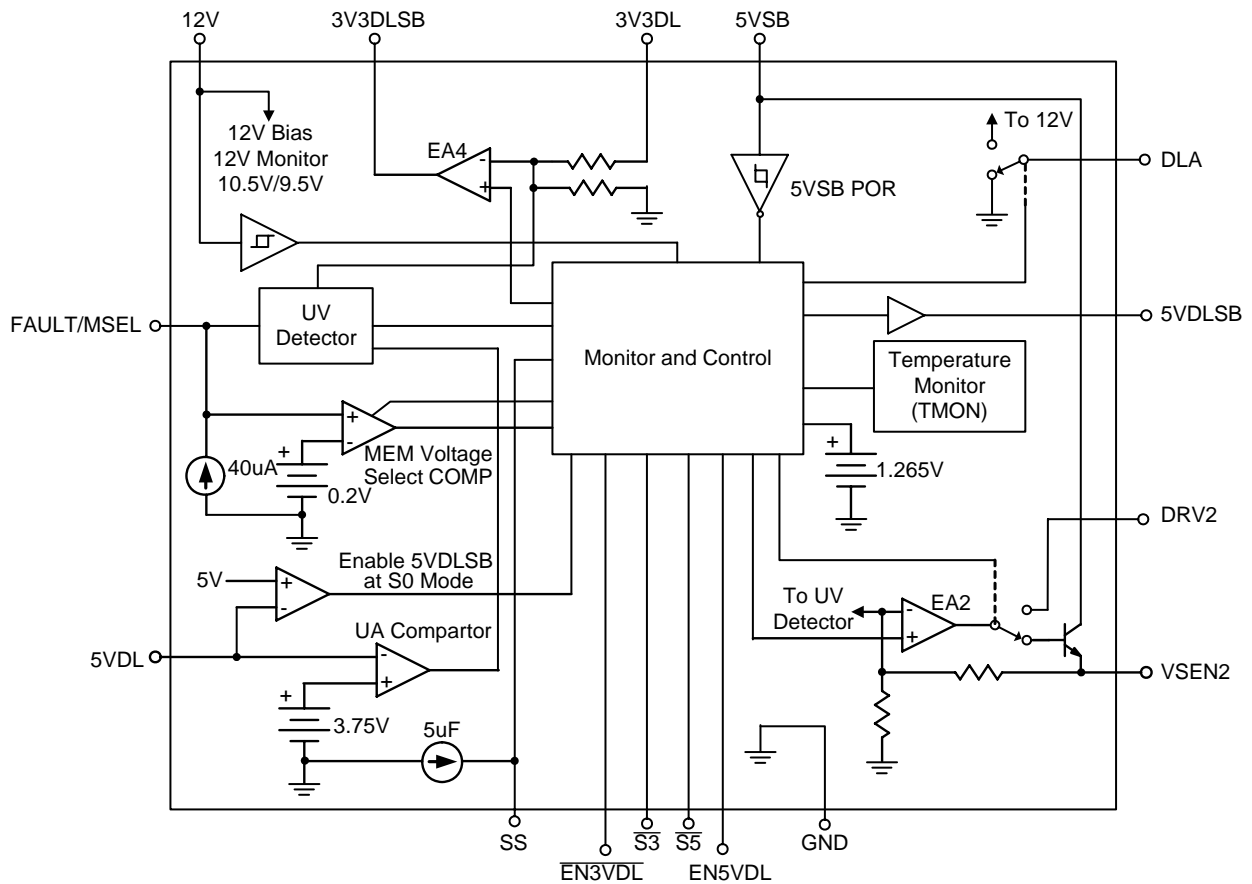 12V
3V3DLSB
3V3DL
5VSB
12V Bias
12V Monitor
10.5V/9.5V
EA4
-
+
5VSB POR
To 12V
DLA
FAULT/MSEL
UV
Detector
Monitor and Control
5VDLSB
Temperature
Monitor
(TMON)
+
-
MEM Voltage
Select COMP
40uA
+
0.2V
+
1.265V
DRV2
5V
+
-
Enable 5VDLSB
at S0 Mode
To UV
Detector
EA2
-
+
UA Compartor
5VDL
-
+
VSEN2
+
3.75V
5uF
SS
EN3VDL
S3
S5
EN5VDL
GND